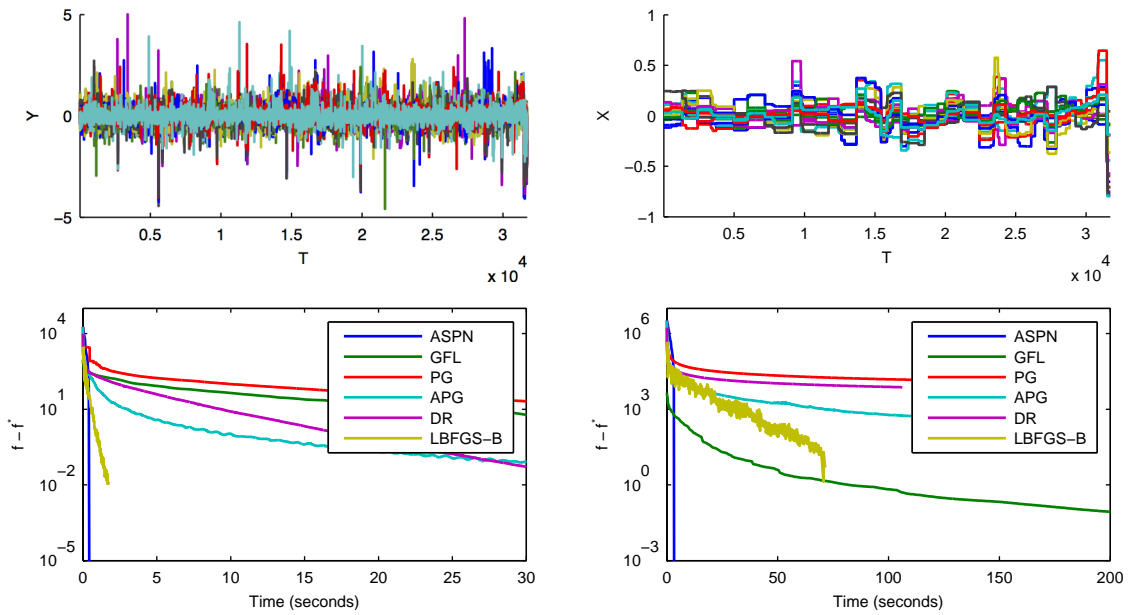 5
0
−5
Y
0.5 1 1.5 2 2.5 3
T
x 10 4
1
0.5
0
−0.5
−1
X
0.5 1 1.5 2 2.5 3
T
x 10 4
10 4
10 1
10 −2
10 −5
f − f*
ASPN
GFL
PG
APG
DR
LBFGS−B
0 5 10 15 20 25 30
Time (seconds)
10 6
10 3
10 0
10 −3
f − f*
ASPN
GFL
PG
APG
DR
LBFGS−B
0 50 100 150 200
Time (seconds)